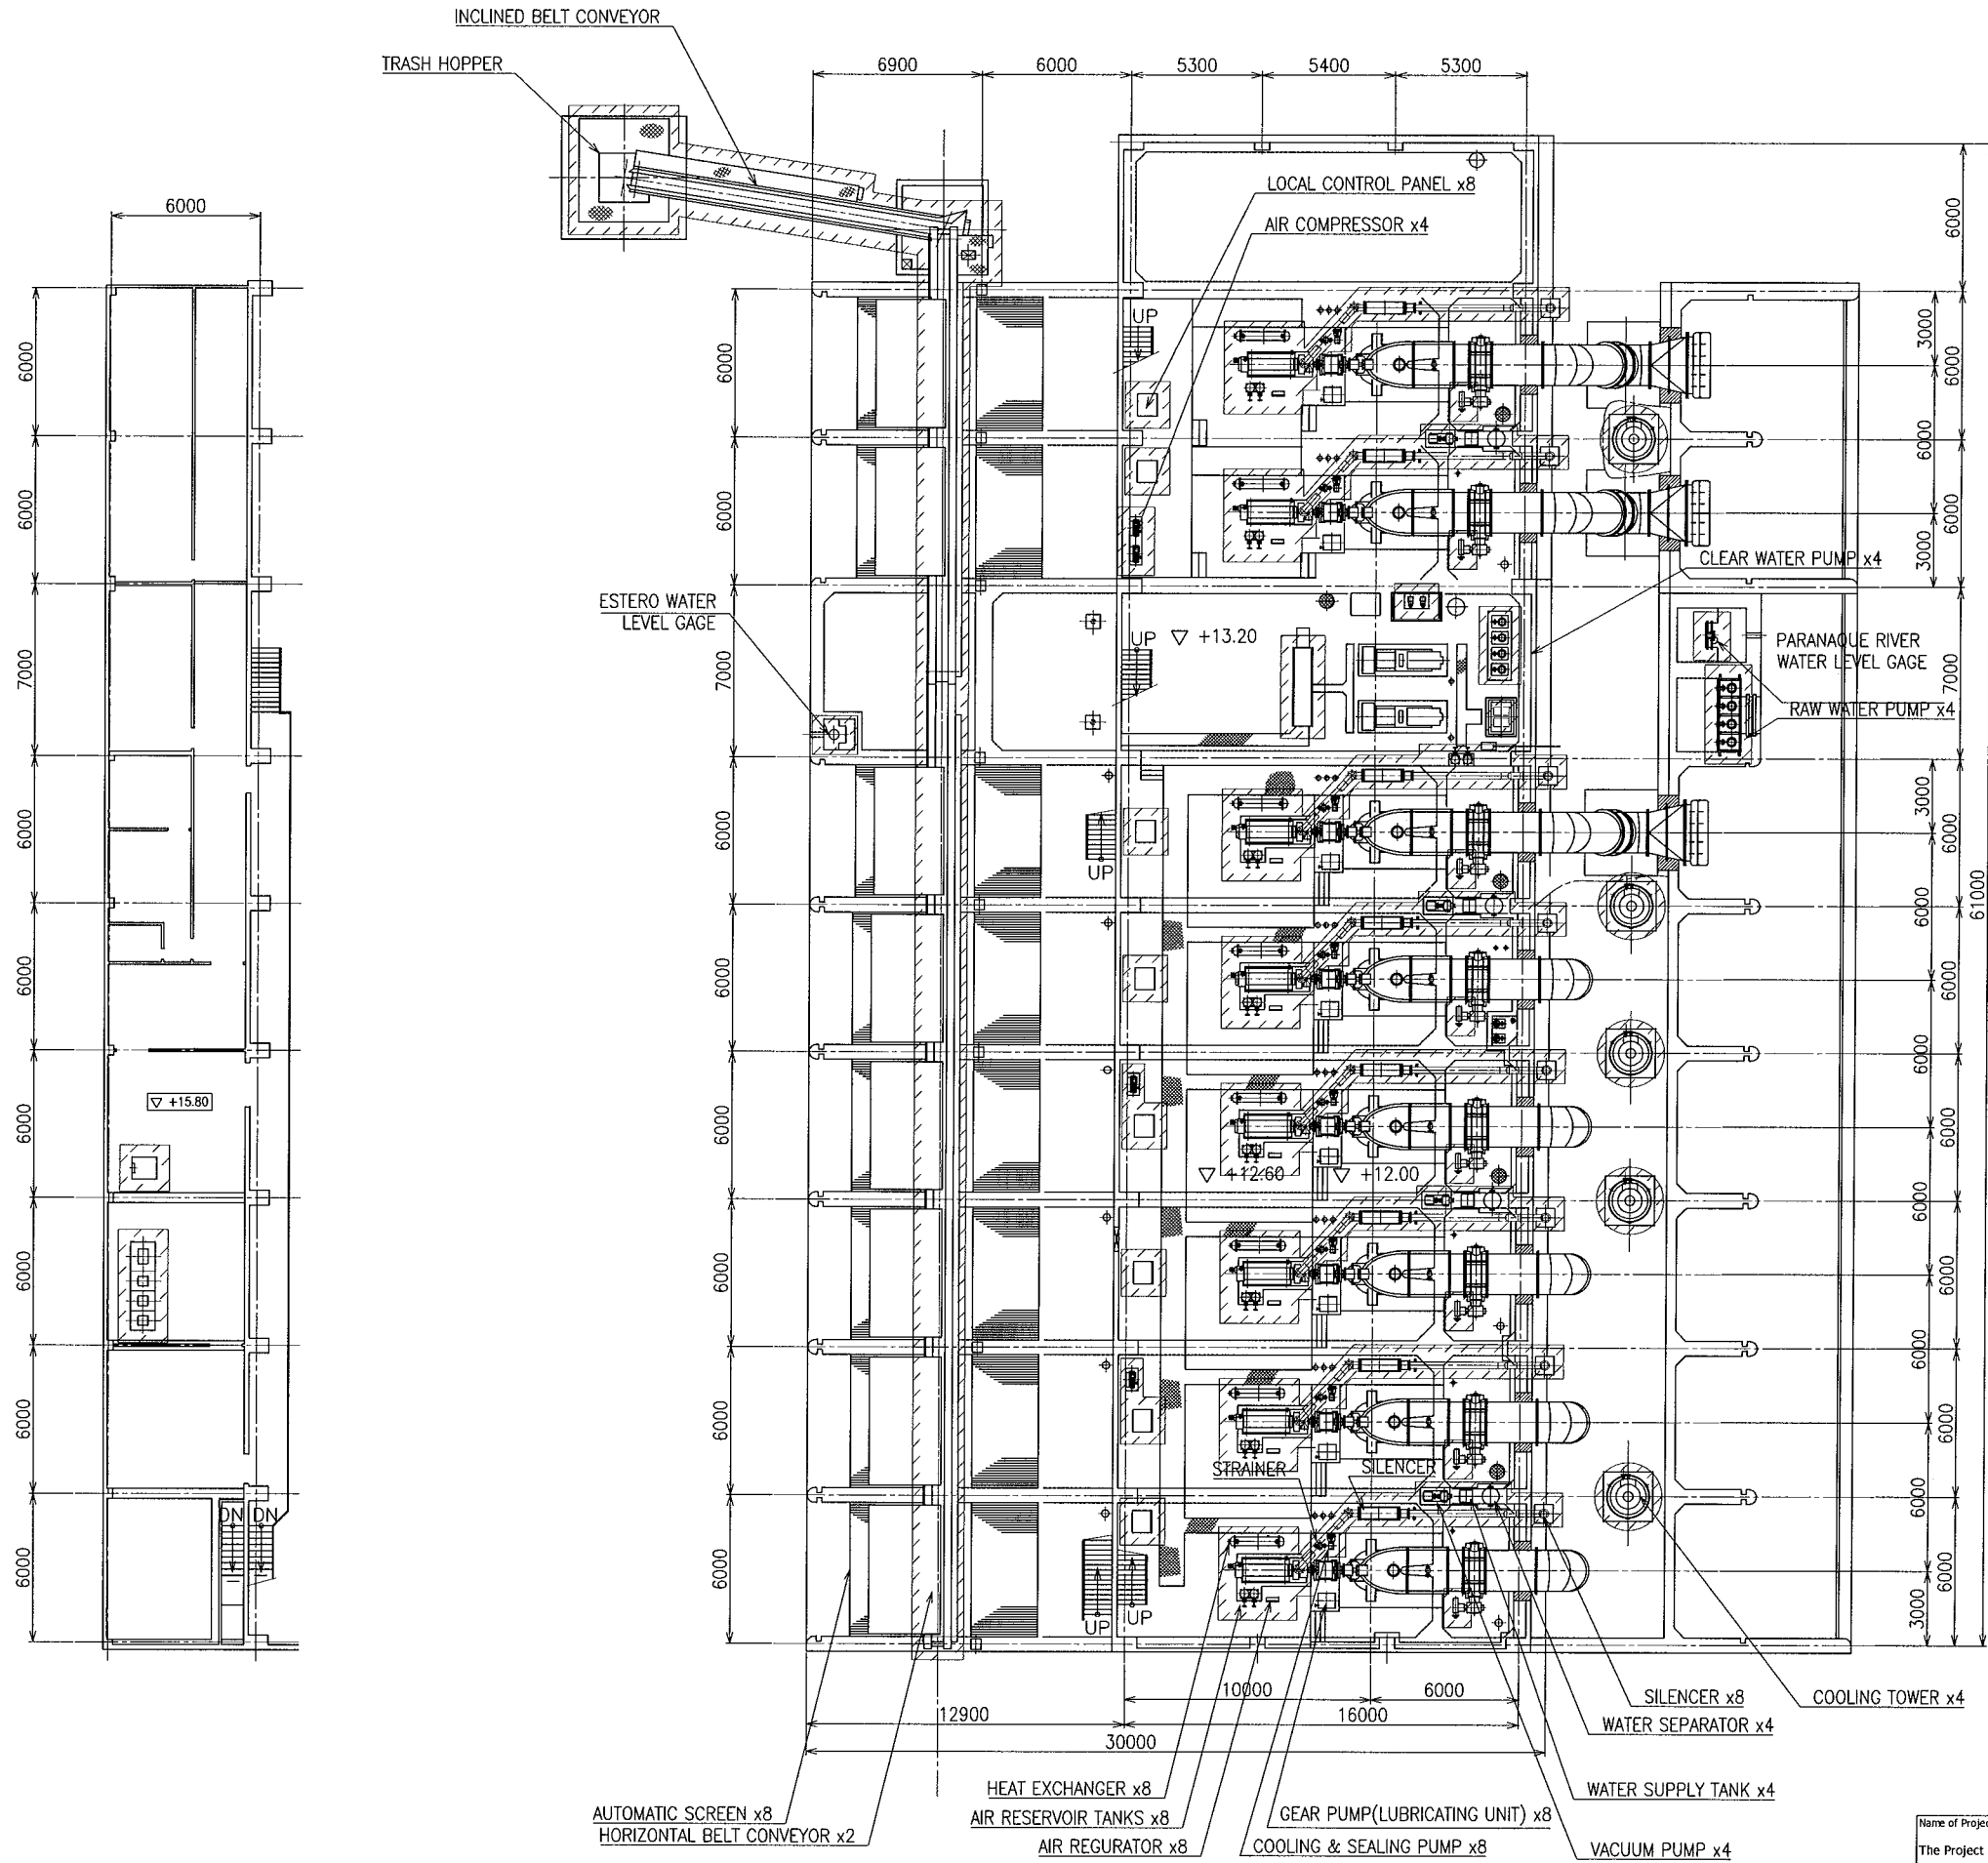 INCLINED BELT CONVEYOR
TRASH HOPPER
6900
6000
5300
5400
5300
LOCAL CONTROL PANEL x8
AIR COMPRESSOR x4
6000
6000
6000
7000
6000
6000
6000
6000
6000
6000
▽ +15.80
DN
DN
6000
6000
7000
6000
6000
6000
6000
6000
6000
ESTERO WATER
LEVEL GAGE
UP
UP
▽ +13.20
UP
▽ +12.60
▽ +12.00
STRAINER
SILENCER
UP
UP
CLEAR WATER PUMP x4
PARANAQUE RIVER
WATER LEVEL GAGE
RAW WATER PUMP x4
6000
3000
6000
6000
6000
3000
7000
3000
6000
6000
6000
6000
6000
6000
6000
6000
6000
6000
6000
3000
6000
61000
10000
6000
12900
16000
30000
SILENCER x8
COOLING TOWER x4
WATER SEPARATOR x4
WATER SUPPLY TANK x4
VACUUM PUMP x4
HEAT EXCHANGER x8
AIR RESERVOIR TANKS x8
AIR REGURATOR x8
GEAR PUMP(LUBRICATING UNIT) x8
COOLING & SEALING PUMP x8
AUTOMATIC SCREEN x8
HORIZONTAL BELT CONVEYOR x2
Name of Projec
The Project